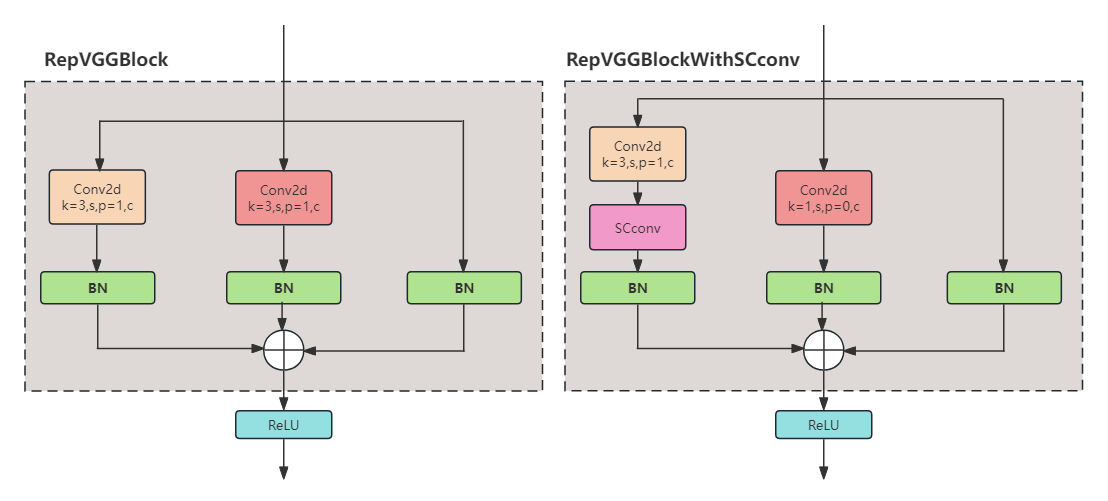 RepVGGBlock
Conv2d
k=3,s,p=1,c
Conv2d
k=3,s,p=1,c
BN
BN
BN
ReLU
RepVGGBlockWithSCconv
Conv2d
k=3,s,p=1,c
SCconv
Conv2d
k=1,s,p=0,c
BN
BN
BN
ReLU